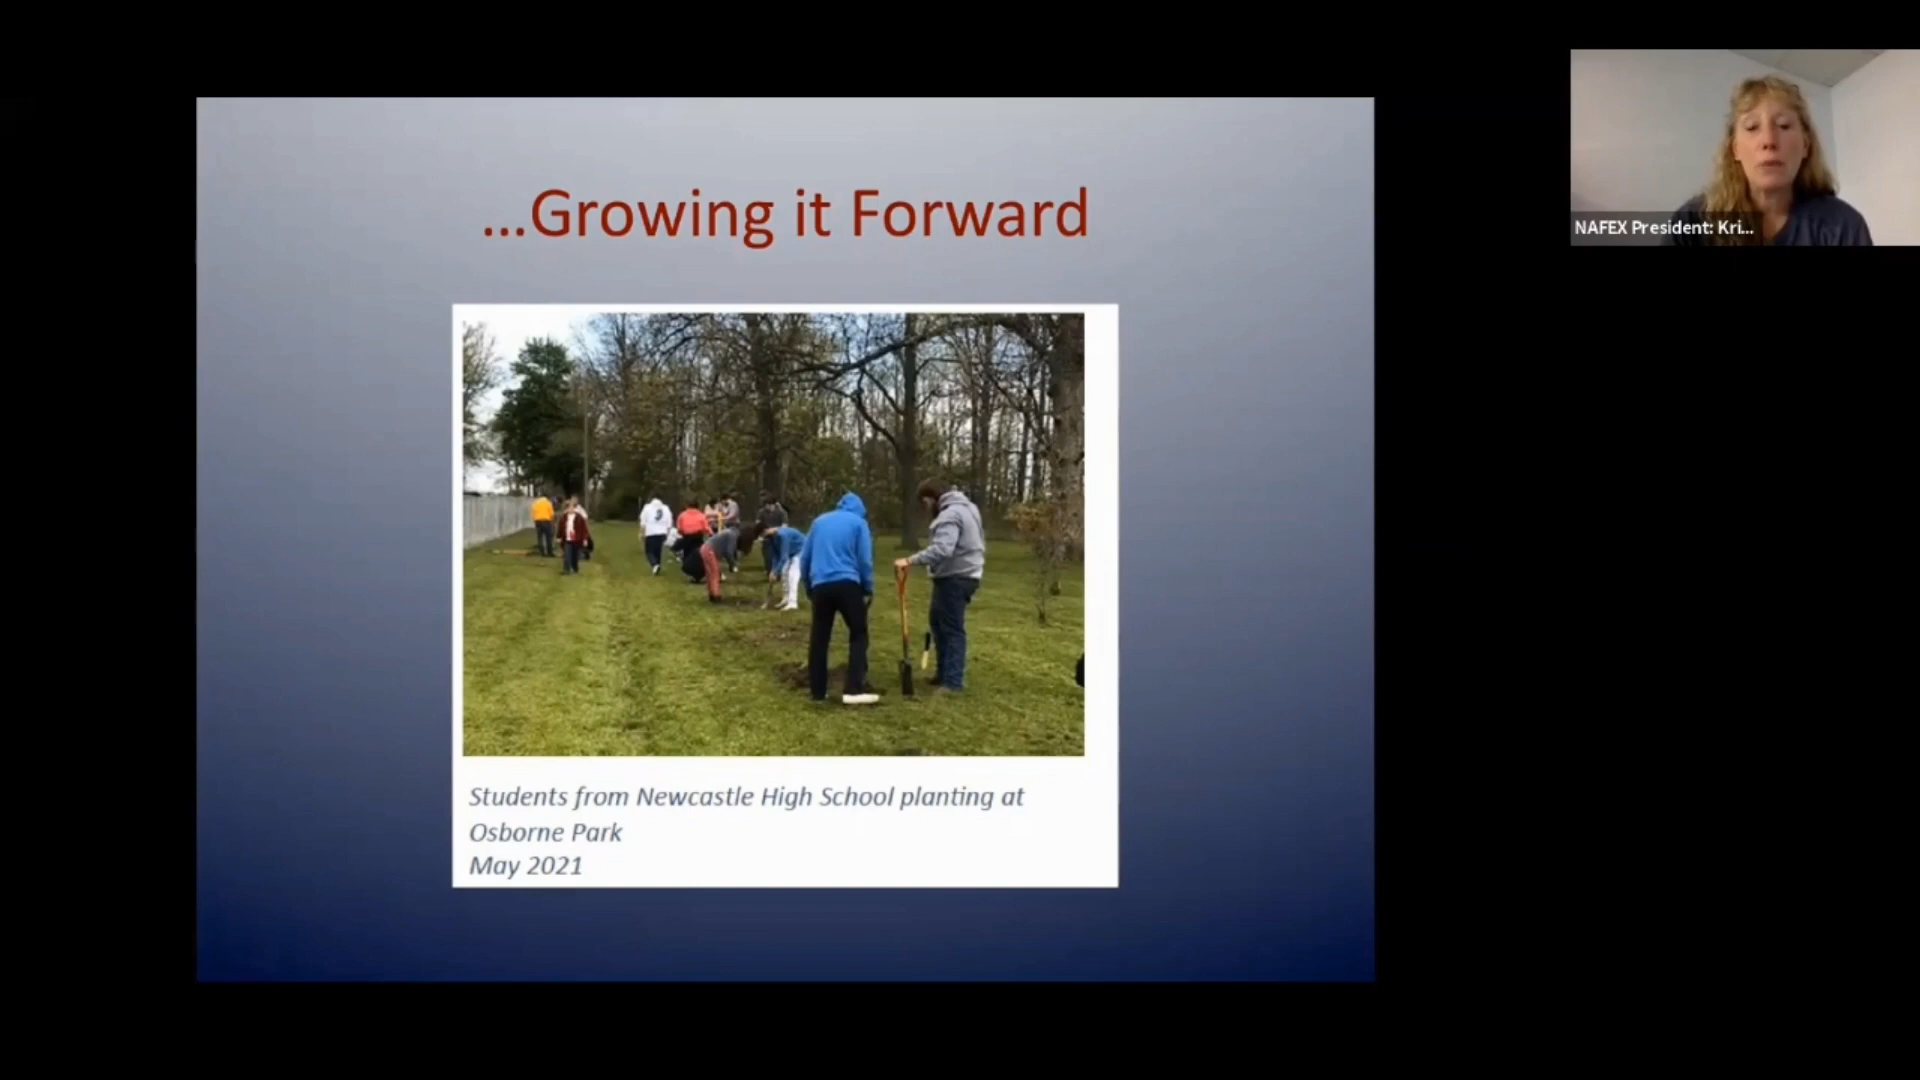 ...Growing it Forward
NAFEX President: Kri...
Students from Newcastle High School planting at
Osborne Park
May 2021